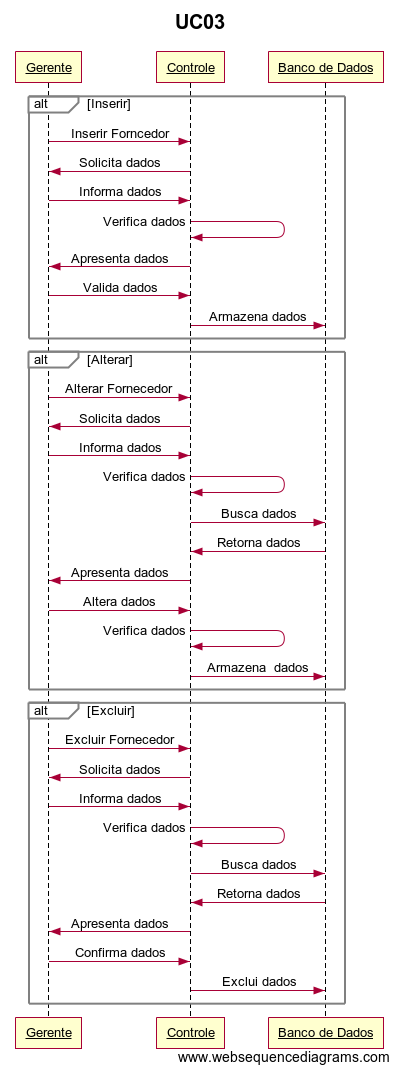 UC03
Gerente Controle Banco de Dados
alt [Inserir]
Inserir Forncedor
Solicita dados
Informa dados
Verifica dados
Apresenta dados
Valida dados
Armazena dados
alt [Alterar]
Alterar Fornecedor
Solicita dados
Informa dados
Verifica dados
Busca dados
Retorna dados
Apresenta dados
Altera dados
Verifica dados
Armazena  dados
alt [Excluir]
Excluir Fornecedor
Solicita dados
Informa dados
Verifica dados
Busca dados
Retorna dados
Apresenta dados
Confirma dados
Exclui dados
Gerente Controle Banco de Dados
www.websequencediagrams.com